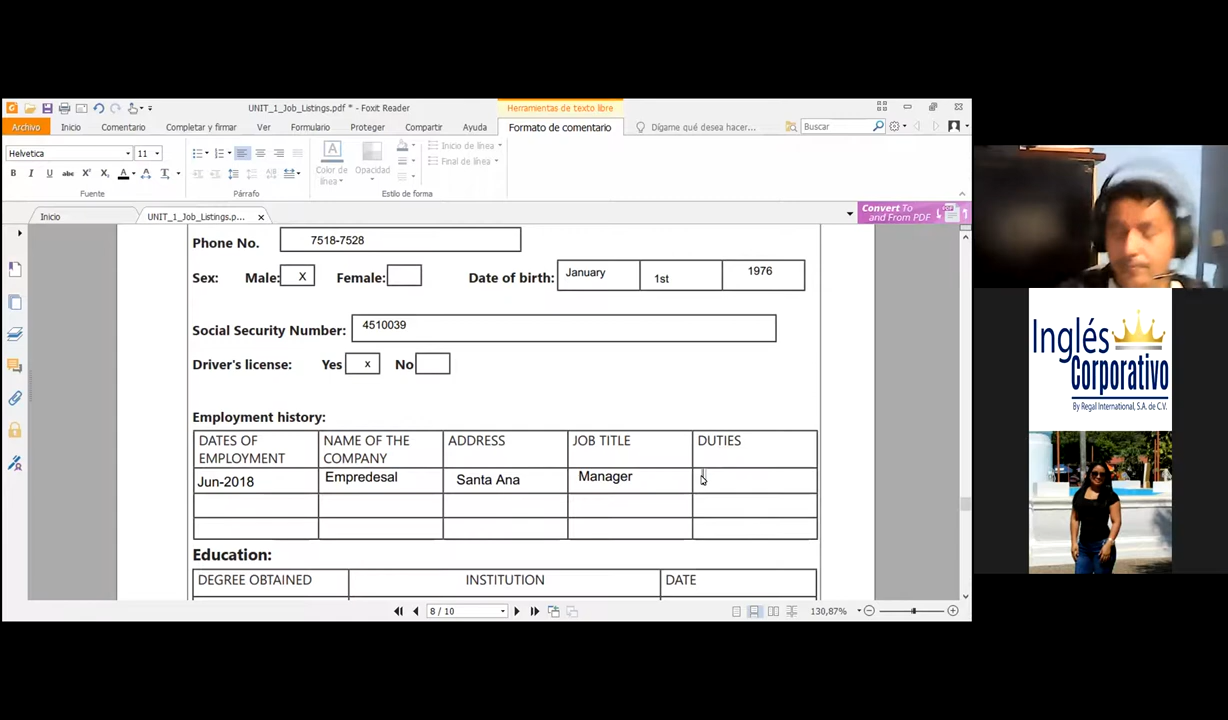 UNIT_1_Job_Listings.pdf * - Foxit Reader
Herramientas de texto libre
Archivo Inicio Comentario Completar y firmar Ver Formulario Proteger Compartir Ayuda Formato de comentario Dígame qué desea hacer... Buscar
Helvetica 11
Inicio de línea
Final de línea
Color de línea Opacidad
Fuente Párrafo Estilo de forma
Inicio UNIT_1_Job_Listings.p...
Convert To
and From PDF
Phone No. 7518-7528
Sex: Male: x Female: Date of birth: January 1st 1976
Social Security Number: 4510039
Driver's license: Yes x No
Employment history:
DATES OF EMPLOYMENT NAME OF THE COMPANY ADDRESS JOB TITLE DUTIES
Jun-2018 Empredesal Santa Ana Manager
Education:
DEGREE OBTAINED INSTITUTION DATE
8 / 10
130,87%
Inglés
Corporativo
By Regal International, S.A. de C.V.